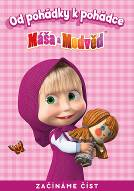 Od pohádky k pohádce
Máša a Medvěd
ZAČÍNÁME ČÍST